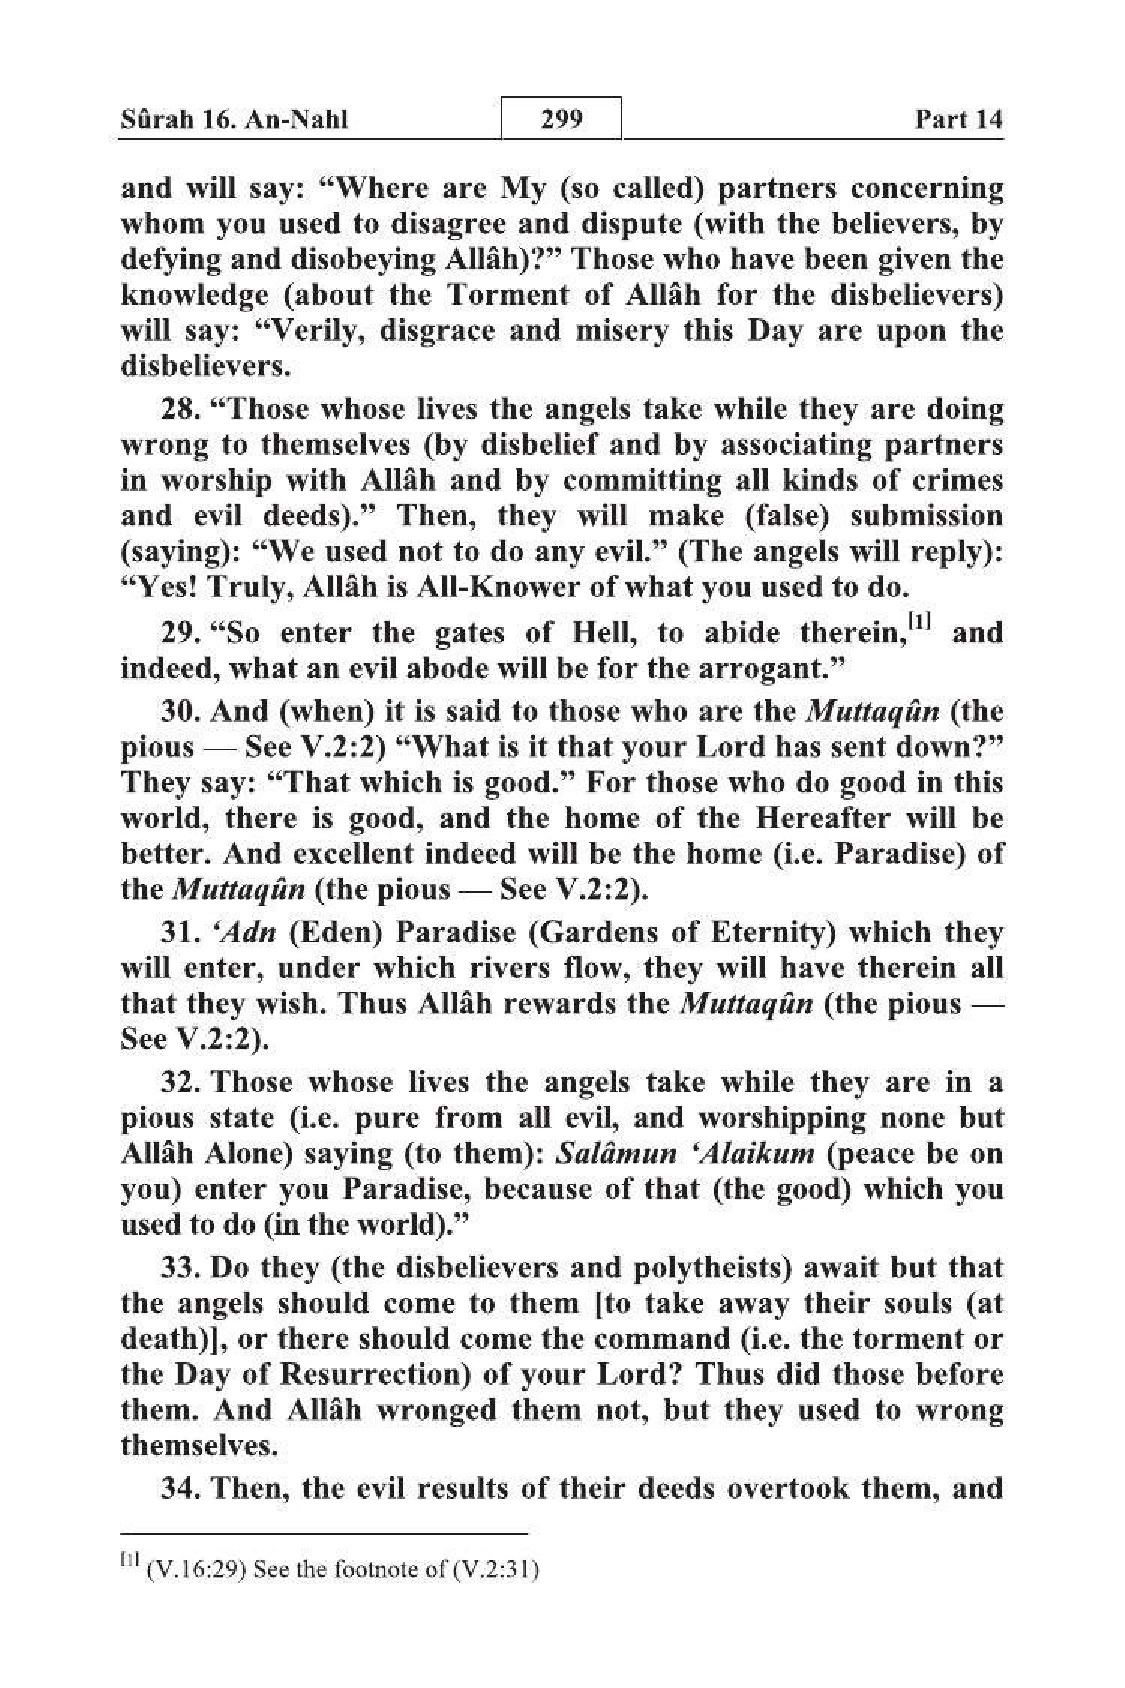 Sûrah 16. An-Nahl 299 Part 14
and will say: “Where are My (so called) partners concerning
whom you used to disagree and dispute (with the believers, by
defying and disobeying Allâh)?” Those who have been given the
knowledge (about the Torment of Allâh for the disbelievers)
will say: “Verily, disgrace and misery this Day are upon the
disbelievers.
28. “Those whose lives the angels take while they are doing
wrong to themselves (by disbelief and by associating partners
in worship with Allâh and by committing all kinds of crimes
and evil deeds).” Then, they will make (false) submission
(saying): “We used not to do any evil.” (The angels will reply):
“Yes! Truly, Allâh is All-Knower of what you used to do.
29. “So enter the gates of Hell, to abide therein,[1] and
indeed, what an evil abode will be for the arrogant.”
30. And (when) it is said to those who are the Muttaqûn (the
pious — See V.2:2) “What is it that your Lord has sent down?”
They say: “That which is good.” For those who do good in this
world, there is good, and the home of the Hereafter will be
better. And excellent indeed will be the home (i.e. Paradise) of
the Muttaqûn (the pious — See V.2:2).
31. ‘Adn (Eden) Paradise (Gardens of Eternity) which they
will enter, under which rivers flow, they will have therein all
that they wish. Thus Allâh rewards the Muttaqûn (the pious —
See V.2:2).
32. Those whose lives the angels take while they are in a
pious state (i.e. pure from all evil, and worshipping none but
Allâh Alone) saying (to them): Salâmun ‘Alaikum (peace be on
you) enter you Paradise, because of that (the good) which you
used to do (in the world).”
33. Do they (the disbelievers and polytheists) await but that
the angels should come to them [to take away their souls (at
death)], or there should come the command (i.e. the torment or
the Day of Resurrection) of your Lord? Thus did those before
them. And Allâh wronged them not, but they used to wrong
themselves.
34. Then, the evil results of their deeds overtook them, and
[1] (V.16:29) See the footnote of (V.2:31)